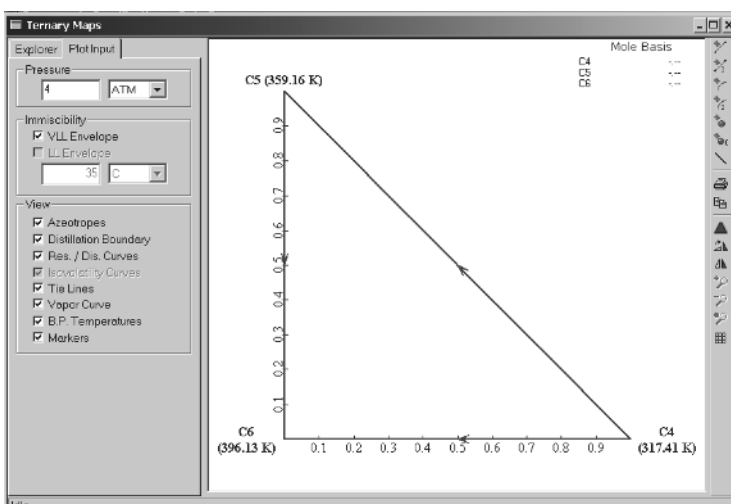 Ternary Maps
Explorer Plot Input
Pressure
4 ATM
Immiscibility
VLL Envelope
LL Envelope
35 C
View
Azeotropes
Distillation Boundary
Res. / Dis. Curves
Isovolatility Curves
Tie Lines
Vapor Curve
B.P. Temperatures
Markers
Mole Basis
C4 -.--
C5 -.--
C6 -.--
C5 (359.16 K)
0.9
0.8
0.7
0.6
0.5
0.4
0.3
0.2
0.1
C6
(396.13 K)
0.1 0.2 0.3 0.4 0.5 0.6 0.7 0.8 0.9
C4
(317.41 K)